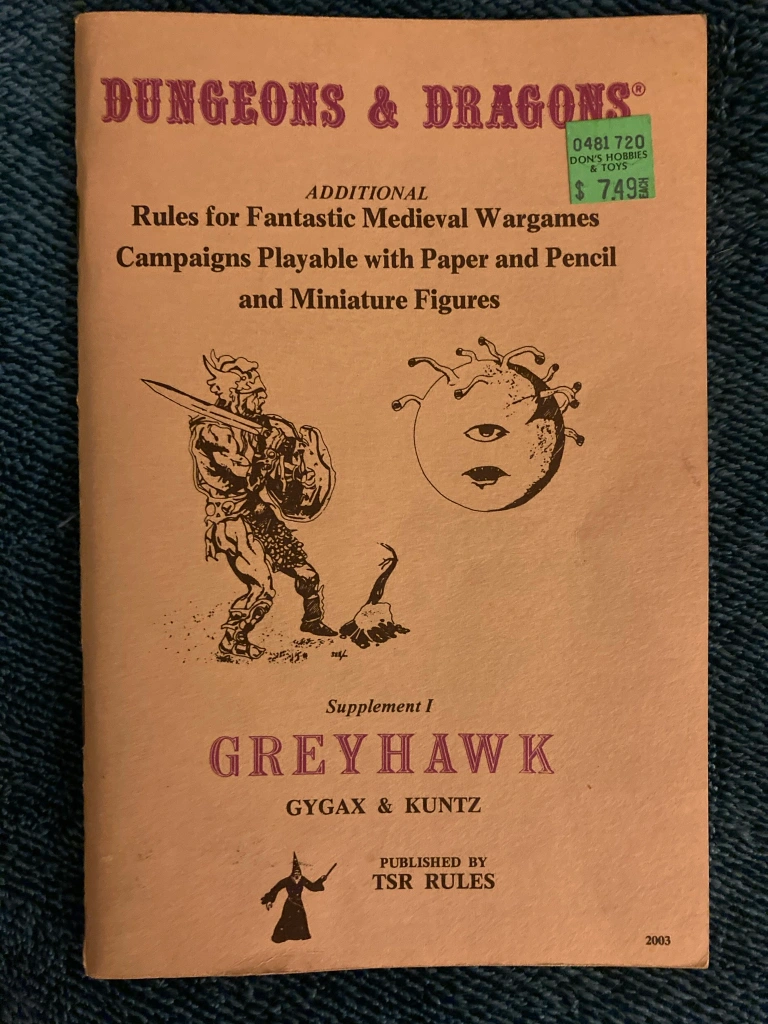 DUNGEONS & DRAGONS®
0481 720
DON'S HOBBIES
& TOYS
$ 7.49 EACH
ADDITIONAL
Rules for Fantastic Medieval Wargames
Campaigns Playable with Paper and Pencil
and Miniature Figures
Supplement I
GREYHAWK
GYGAX & KUNTZ
PUBLISHED BY
TSR RULES
2003